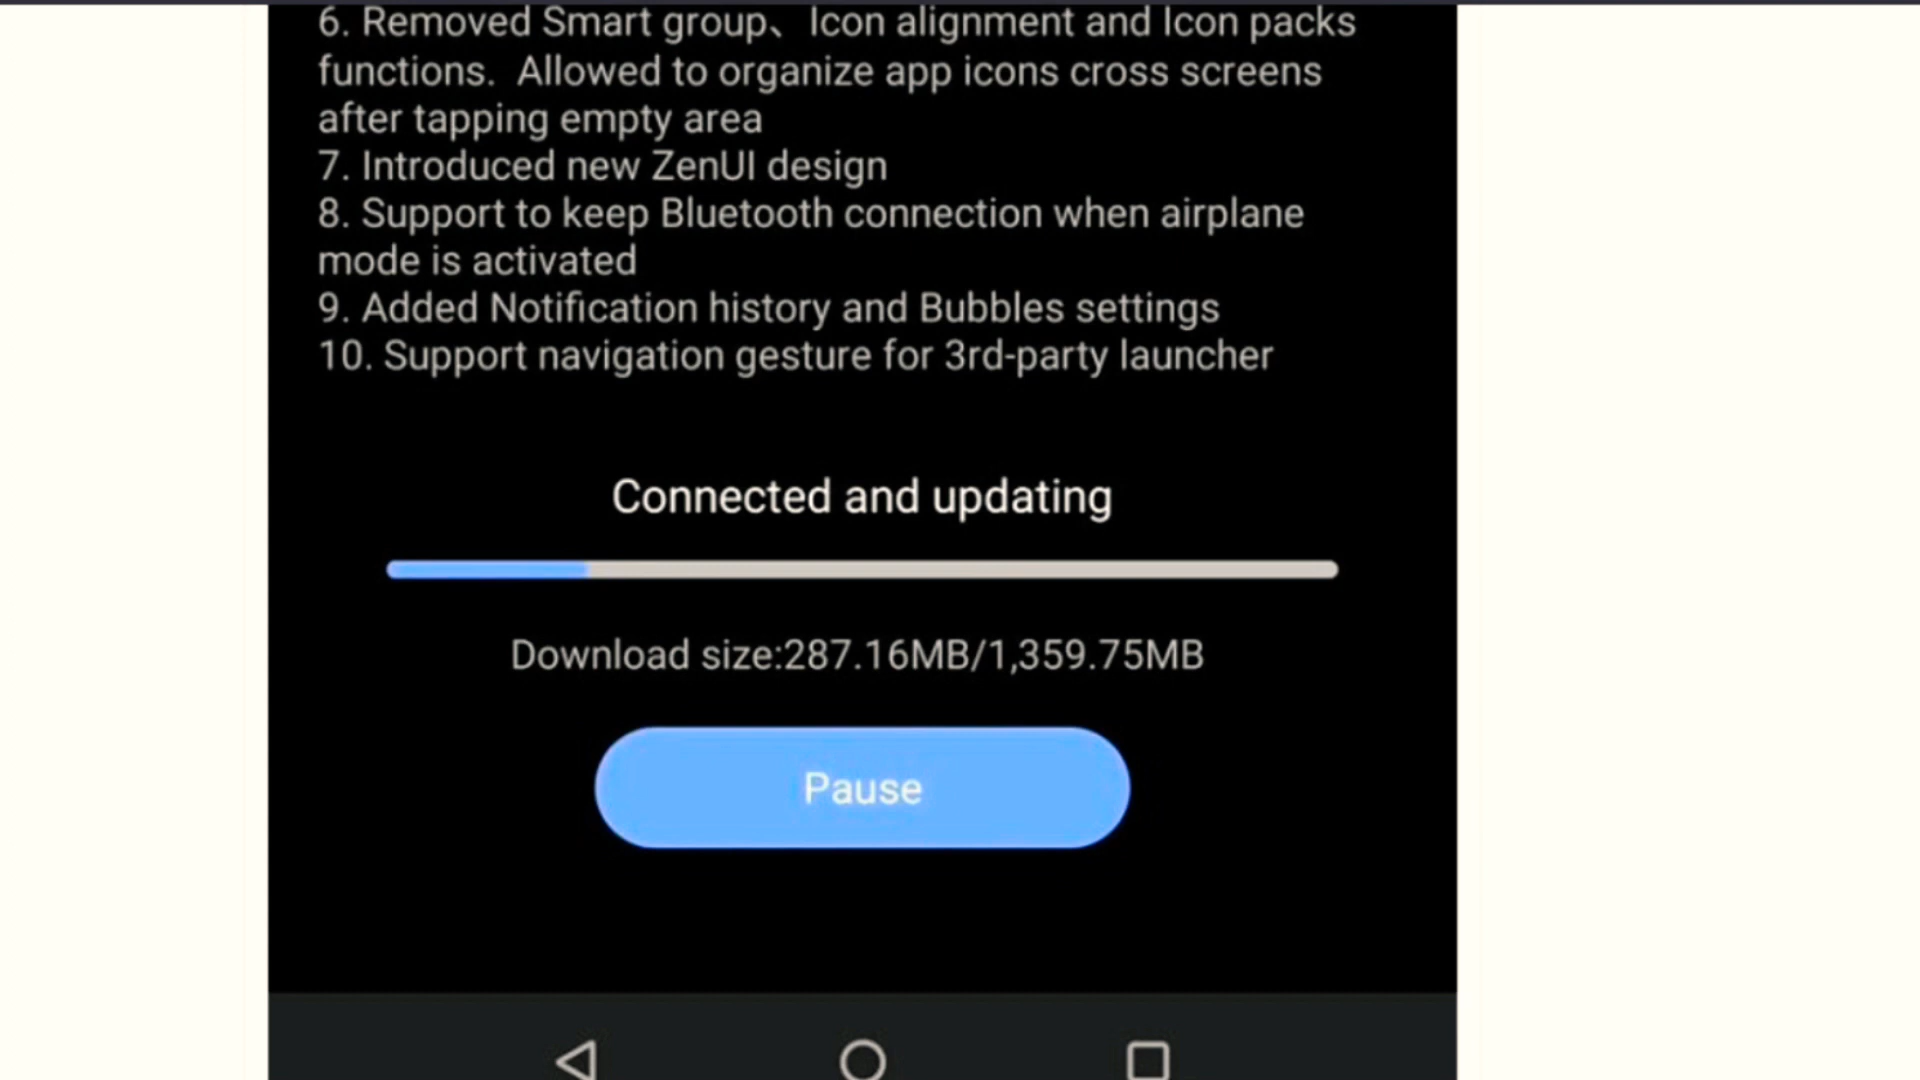 6. Removed Smart group、 Icon alignment and Icon packs
functions.  Allowed to organize app icons cross screens
after tapping empty area
7. Introduced new ZenUI design
8. Support to keep Bluetooth connection when airplane
mode is activated
9. Added Notification history and Bubbles settings
10. Support navigation gesture for 3rd-party launcher
Connected and updating
Download size:287.16MB/1,359.75MB
Pause